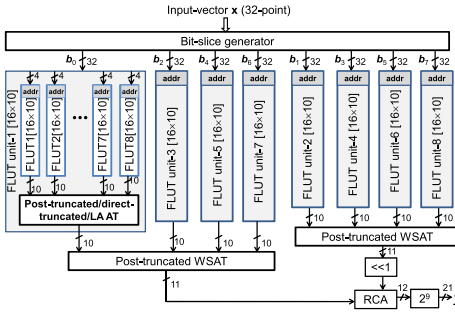 Input-vector x (32-point)
Bit-slice generator
b0 32 b2 32 b4 32 b6 32 b1 32 b3 32 b5 32 b7 32
4 4 4 4
addr addr addr addr addr addr addr addr addr addr addr
FLUT unit-1 [16×10]
FLUT1[16×10]
FLUT2[16×10]
•••
FLUT7[16×10]
FLUT8[16×10]
FLUT unit-3 [16×10]
FLUT unit-5 [16×10]
FLUT unit-7 [16×10]
FLUT unit-2 [16×10]
FLUT unit-4 [16×10]
FLUT unit-6 [16×10]
FLUT unit-8 [16×10]
10 10 10 10
Post-truncated/direct-
truncated/LA AT
10 10 10 10 10 10 10 10
Post-truncated WSAT
Post-truncated WSAT
11
<<1
11
RCA 12 2⁹ 21